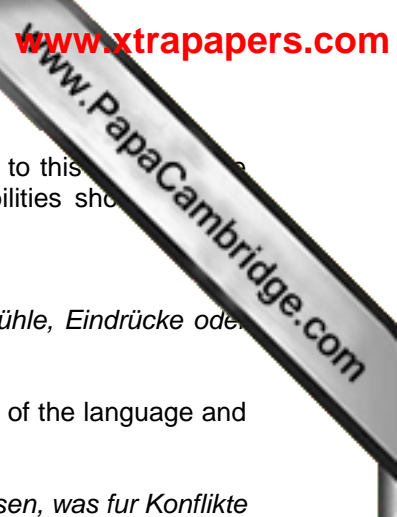 www.xtrapapers.com
www.PapaCambridge.com
to this
bilities
ühle, Eindrücke oder
of the language and
sen, was fur Konflikte